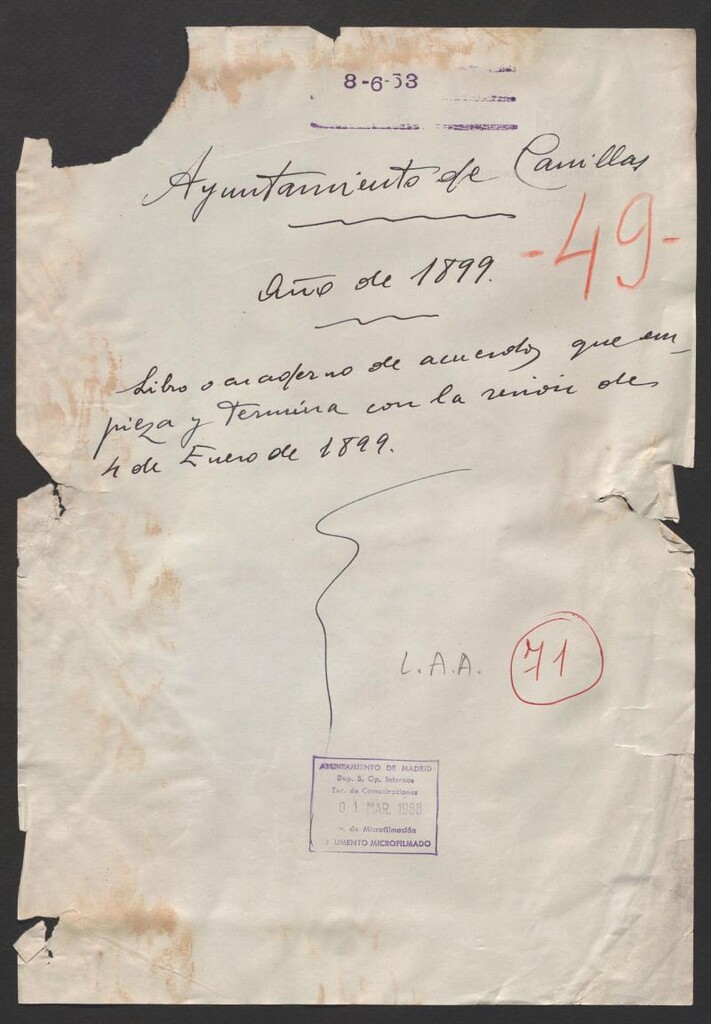 8-6-53
Ayuntamiento de Canillas
-49-
Año de 1899.
Libro o cuaderno de acuerdos que em-
pieza y Termina con la de
4 de Enero de 1899.
L.A.A.
71
AYUNTAMIENTO DE MADRID
Dep. S. Op. Internos
de Comunicaciones
01 MAR. 1988
de Microfilmación
UMENTO MICROFILMADO